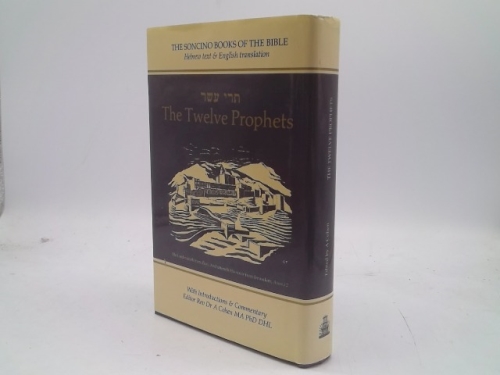 THE SONCINO BOOKS OF THE BIBLE
Hebrew text & English translation
תרי עשר
The Twelve Prophets
With Introductions & Commentary
Editor Rev Dr A Cohen MA PhD DHL
THE TWELVE PROPHETS